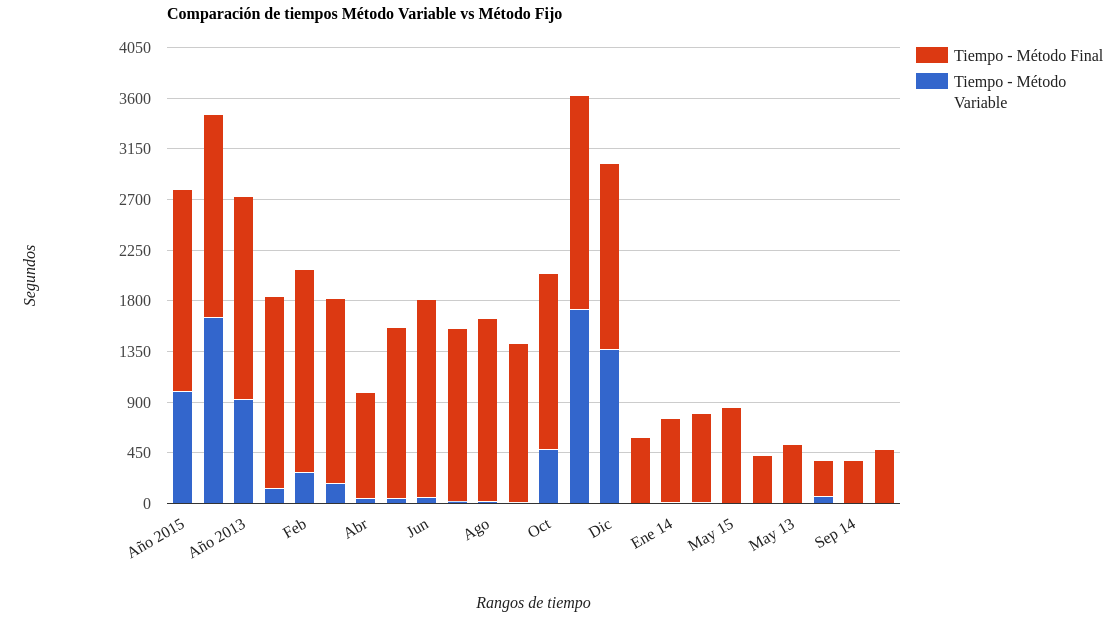 Comparación de tiempos Método Variable vs Método Fijo
4050
3600
3150
2700
2250
1800
1350
900
450
0
Segundos
Tiempo - Método Final
Tiempo - Método
Variable
Año 2015
Año 2013
Feb
Abr
Jun
Ago
Oct
Dic
Ene 14
May 15
May 13
Sep 14
Rangos de tiempo